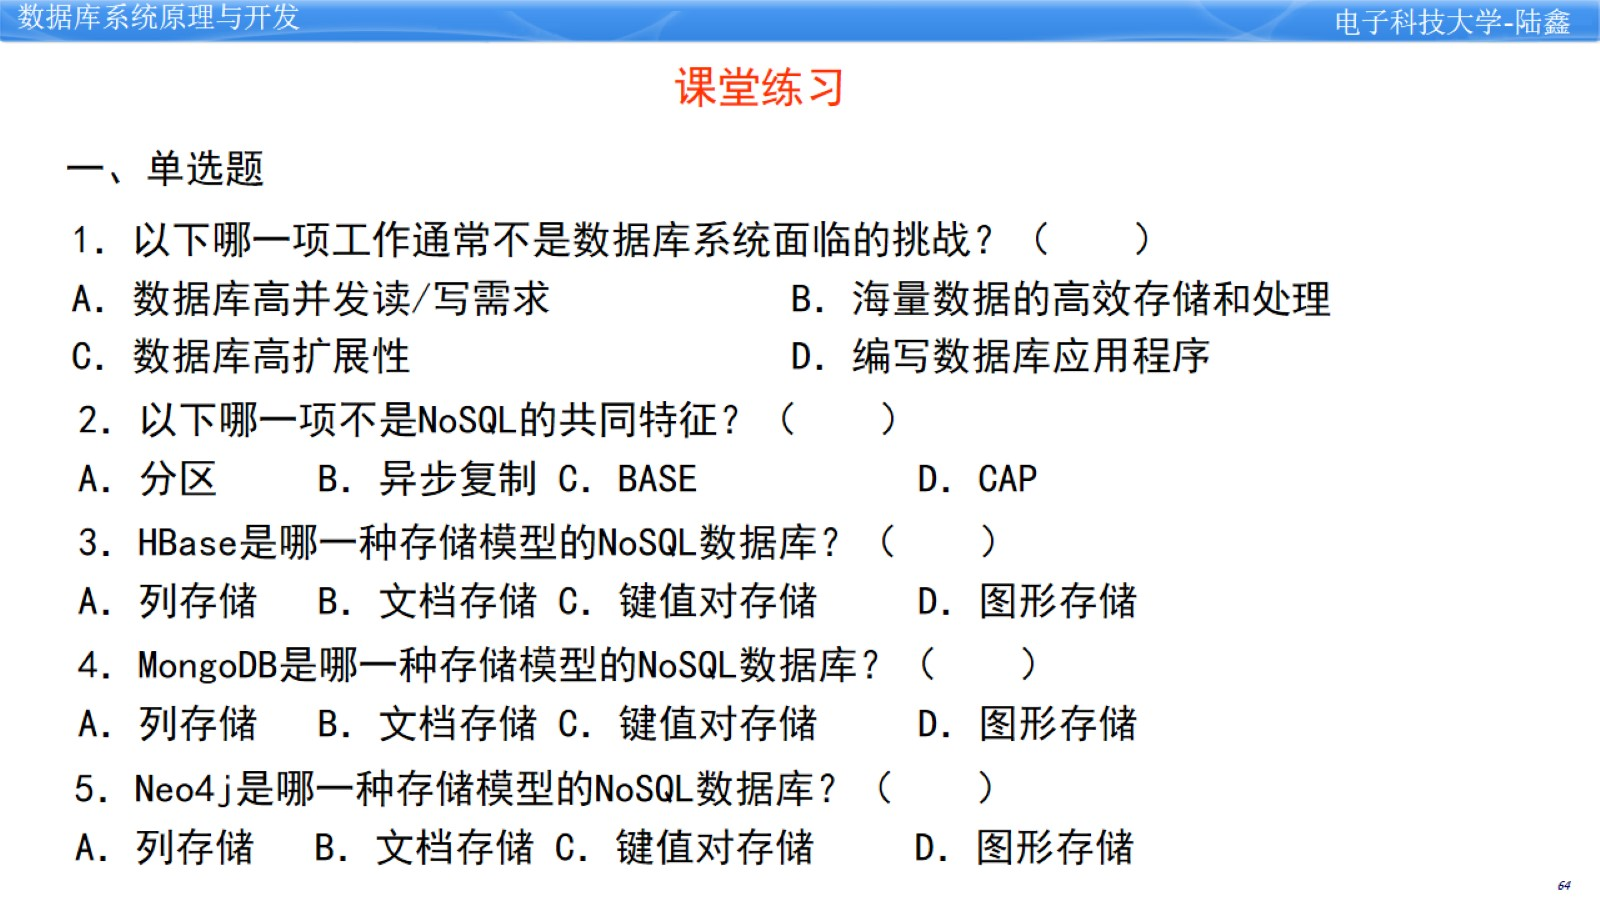 数据库系统原理与开发
电子科技大学-陆鑫
课堂练习
一、单选题
1. 以下哪一项工作通常不是数据库系统面临的挑战？（　　）
A. 数据库高并发读/写需求 B. 海量数据的高效存储和处理
C. 数据库高扩展性 D. 编写数据库应用程序
2. 以下哪一项不是NoSQL的共同特征？（　　）
A. 分区 B. 异步复制 C. BASE D. CAP
3. HBase是哪一种存储模型的NoSQL数据库？（　　）
A. 列存储 B. 文档存储 C. 键值对存储 D. 图形存储
4. MongoDB是哪一种存储模型的NoSQL数据库？（　　）
A. 列存储 B. 文档存储 C. 键值对存储 D. 图形存储
5. Neo4j是哪一种存储模型的NoSQL数据库？（　　）
A. 列存储 B. 文档存储 C. 键值对存储 D. 图形存储
64